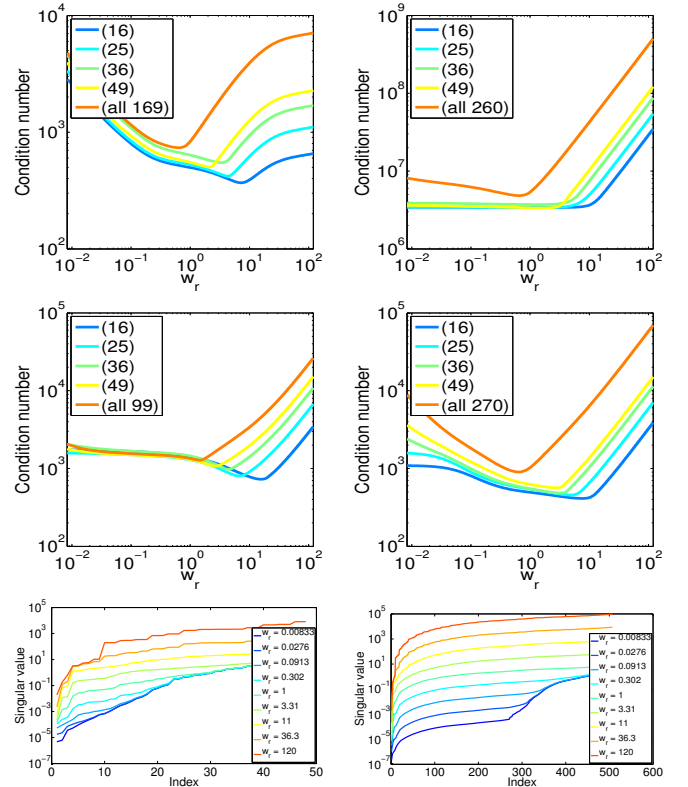 10^4
10^3
10^2
Condition number
(16)
(25)
(36)
(49)
(all 169)
10^-2 10^-1 10^0 10^1 10^2
w_r
10^9
10^8
10^7
10^6
Condition number
(16)
(25)
(36)
(49)
(all 260)
10^-2 10^-1 10^0 10^1 10^2
w_r
10^5
10^4
10^3
10^2
Condition number
(16)
(25)
(36)
(49)
(all 99)
10^-2 10^-1 10^0 10^1 10^2
w_r
10^5
10^4
10^3
10^2
Condition number
(16)
(25)
(36)
(49)
(all 270)
10^-2 10^-1 10^0 10^1 10^2
w_r
10^5
10^3
10^1
10^-1
10^-3
10^-5
10^-7
Singular value
w_r = 0.00833
w_r = 0.0276
w_r = 0.0913
w_r = 0.302
w_r = 1
w_r = 3.31
w_r = 11
w_r = 36.3
w_r = 120
0 10 20 30 40 50
Index
10^5
10^3
10^1
10^-1
10^-3
10^-5
10^-7
Singular value
w_r = 0.00833
w_r = 0.0276
w_r = 0.0913
w_r = 0.302
w_r = 1
w_r = 3.31
w_r = 11
w_r = 36.3
w_r = 120
0 100 200 300 400 500 600
Index